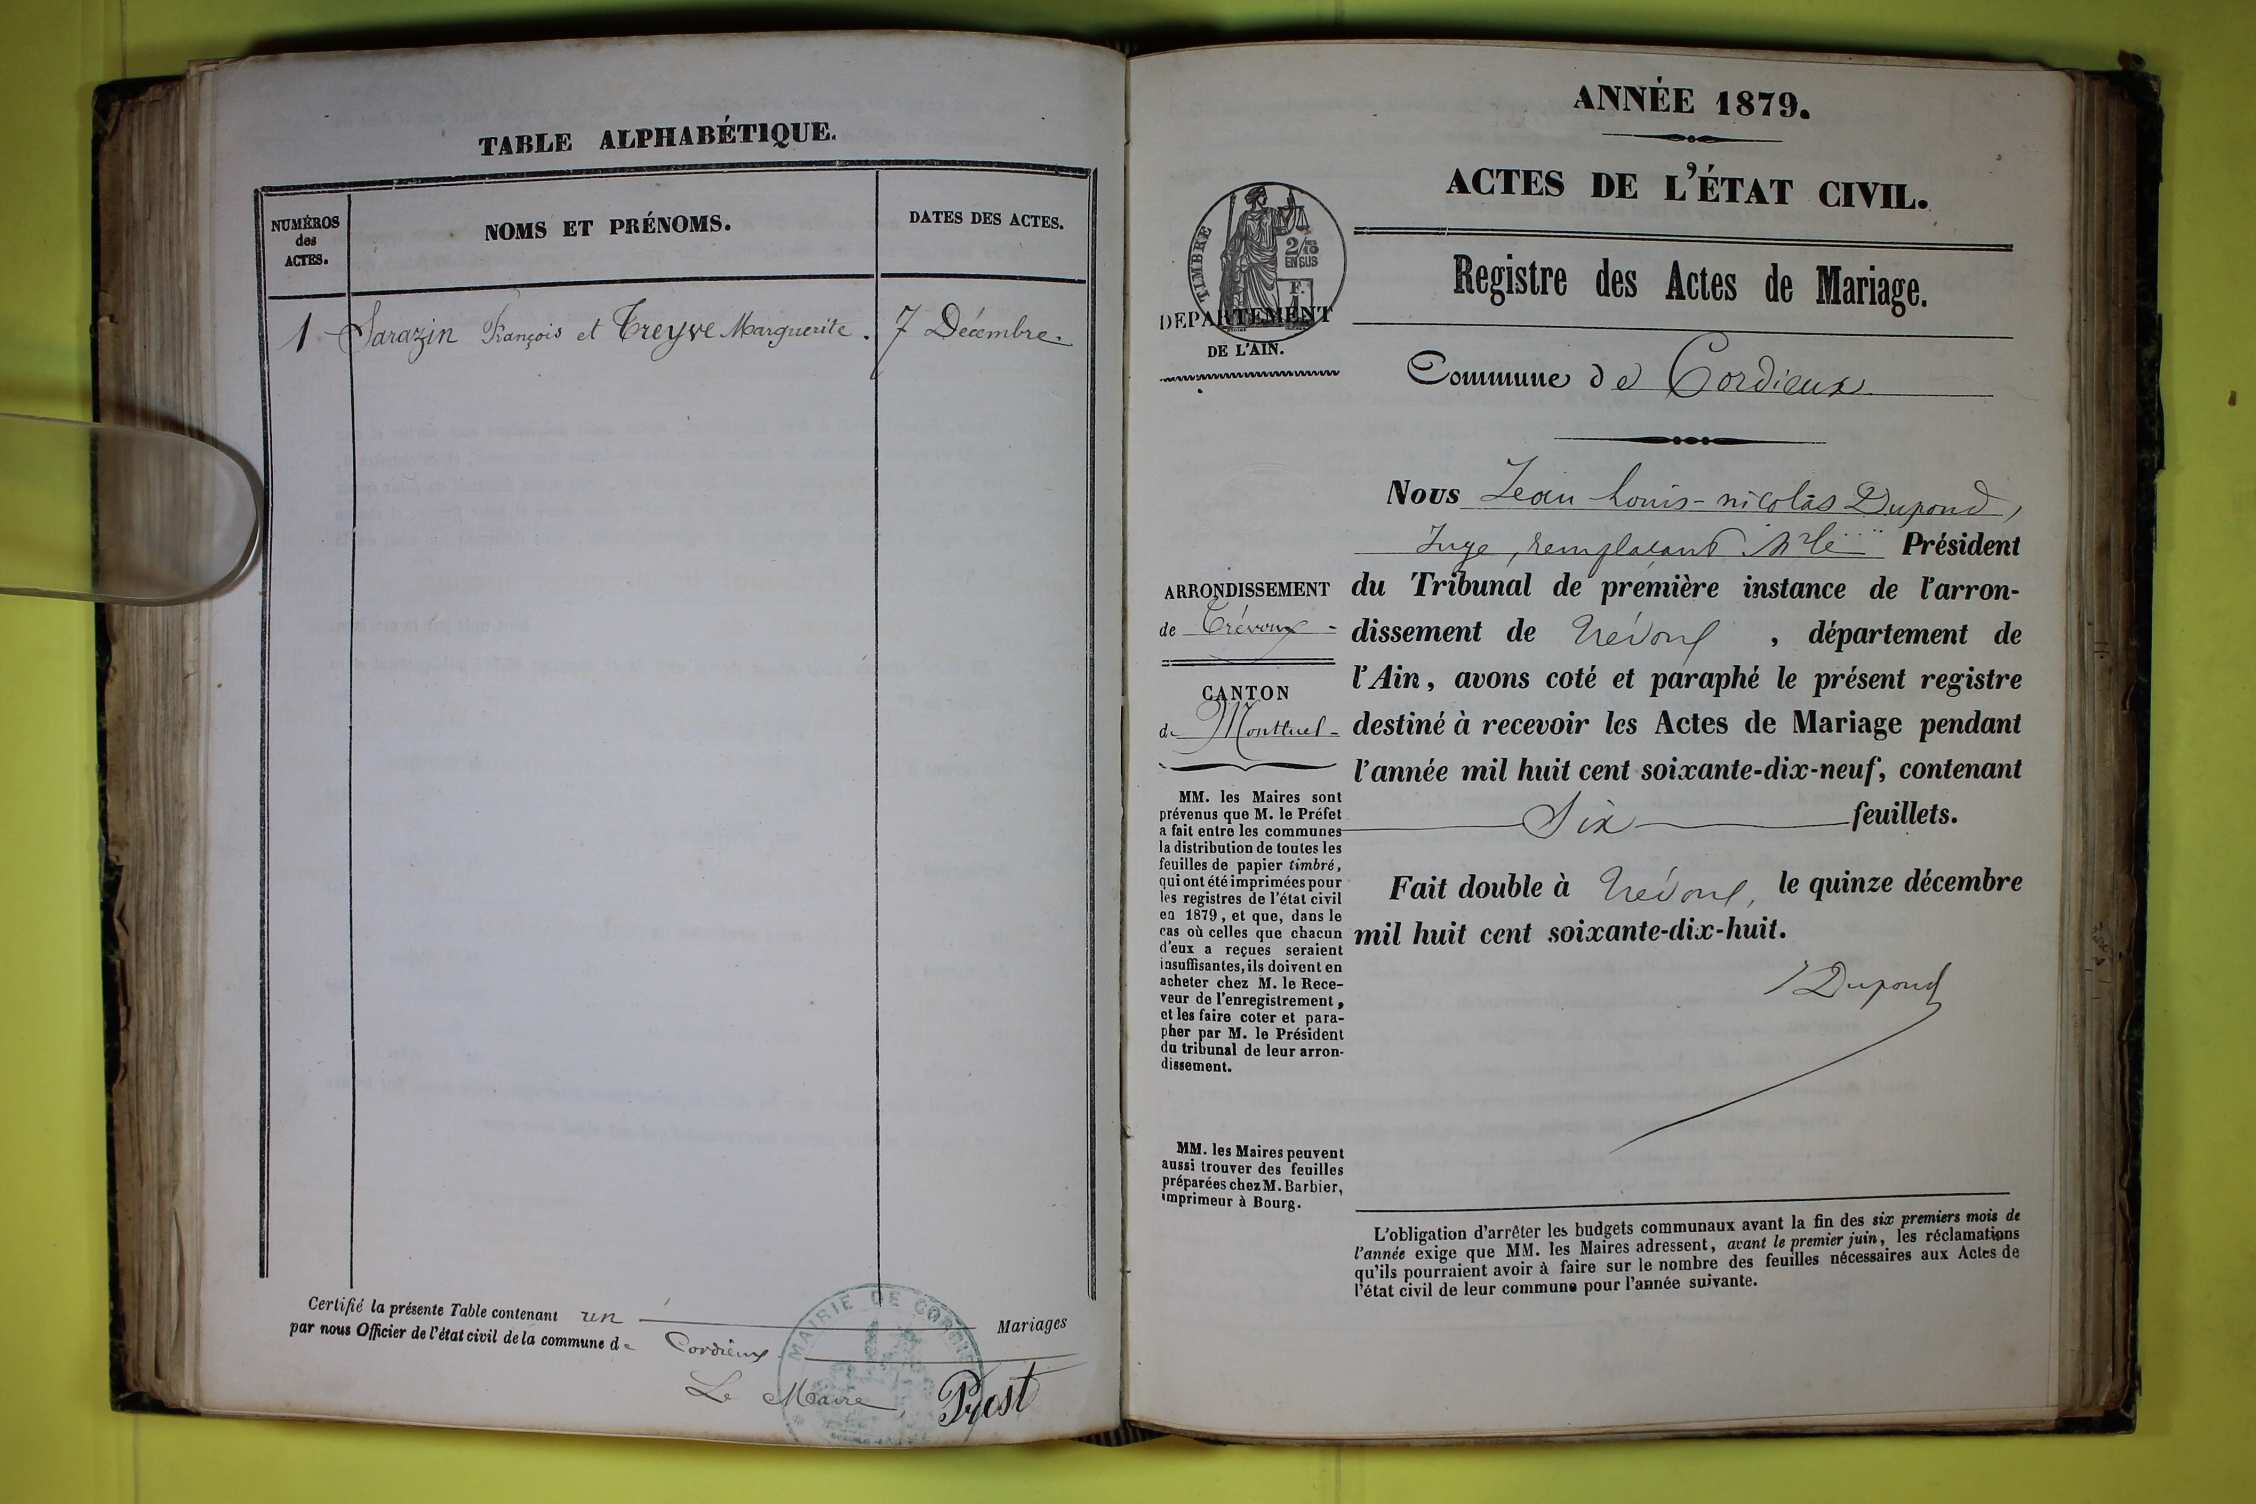 TABLE ALPHABÉTIQUE.
NUMÉROS
des
ACTES.
NOMS ET PRÉNOMS.
DATES DES ACTES.
1 Sarazin François et Treyve Marguerite. 7 Décembre.
Certifié la présente Table contenant un Mariages
par nous Officier de l'état civil de la commune de Cordieux
Le Maire, Prost
MAIRIE DE CORDIE
ANNÉE 1879.
ACTES DE L'ÉTAT CIVIL.
Registre des Actes de Mariage.
TIMBRE
2/10 EN SUS
F.
1
DEPARTEMENT
DE L'AIN.
Commune de Cordieux
ARRONDISSEMENT
de Trévoux
CANTON
de Montluel
MM. les Maires sont
prévenus que M. le Préfet
a fait entre les communes
la distribution de toutes les
feuilles de papier timbré,
qui ont été imprimées pour
les registres de l'état civil
en 1879, et que, dans le
cas où celles que chacun
d'eux a reçues seraient
insuffisantes, ils doivent en
acheter chez M. le Rece-
veur de l'enregistrement,
et les faire coter et para-
pher par M. le Président
du tribunal de leur arron-
dissement.
MM. les Maires peuvent
aussi trouver des feuilles
préparées chez M. Barbier,
imprimeur à Bourg.
Nous Jean Louis-nicolas Dupond,
Juge, remplaçant Mr le Président
du Tribunal de première instance de l'arron-
dissement de Trévoux, département de
l'Ain, avons coté et paraphé le présent registre
destiné à recevoir les Actes de Mariage pendant
l'année mil huit cent soixante-dix-neuf, contenant
Six feuillets.
Fait double à Trévoux, le quinze décembre
mil huit cent soixante-dix-huit.
Dupond
L'obligation d'arrêter les budgets communaux avant la fin des six premiers mois de
l'année exige que MM. les Maires adressent, avant le premier juin, les réclamations
qu'ils pourraient avoir à faire sur le nombre des feuilles nécessaires aux Actes de
l'état civil de leur commune pour l'année suivante.